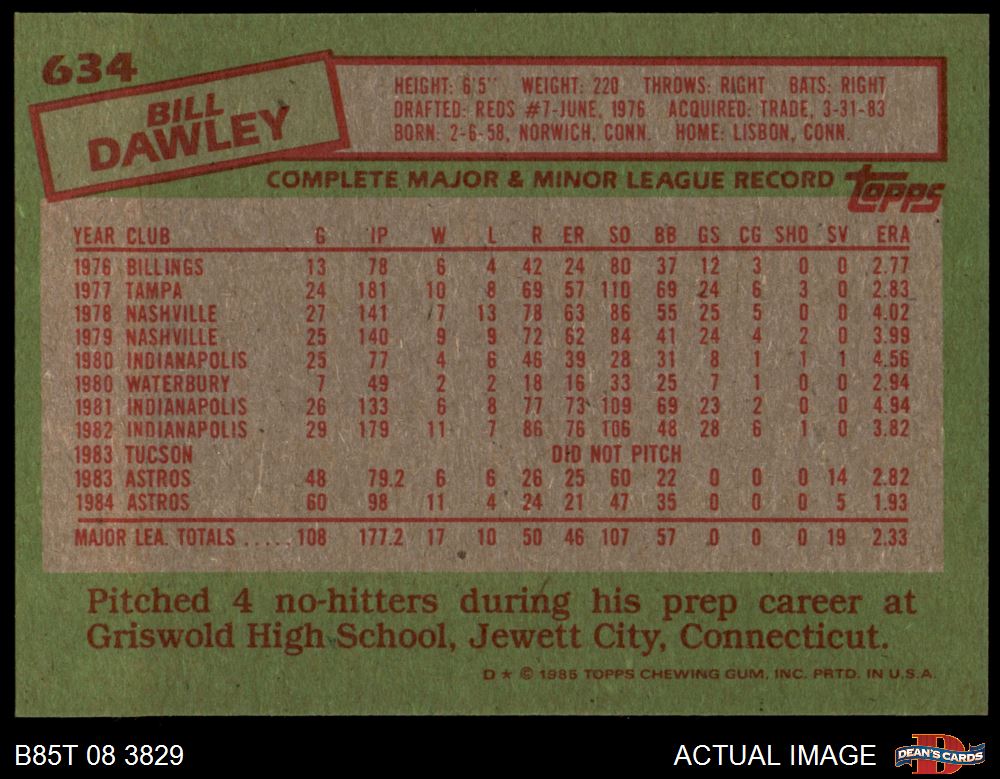 634
BILL
DAWLEY
HEIGHT: 6'5" WEIGHT: 220 THROWS: RIGHT BATS: RIGHT
DRAFTED: REDS #7-JUNE, 1976 ACQUIRED: TRADE, 3-31-83
BORN: 2-6-58, NORWICH, CONN. HOME: LISBON, CONN.
COMPLETE MAJOR & MINOR LEAGUE RECORD topps
YEAR CLUB G IP W L R ER SO BB GS CG SHO SV ERA
1976 BILLINGS 13 78 6 4 42 24 80 37 12 3 0 0 2.77
1977 TAMPA 24 181 10 8 69 57 110 69 24 6 3 0 2.83
1978 NASHVILLE 27 141 7 13 78 63 86 55 25 5 0 0 4.02
1979 NASHVILLE 25 140 9 9 72 62 84 41 24 4 2 0 3.99
1980 INDIANAPOLIS 25 77 4 6 46 39 28 31 8 1 1 1 4.56
1980 WATERBURY 7 49 2 2 18 16 33 25 7 1 0 0 2.94
1981 INDIANAPOLIS 26 133 6 8 77 73 109 69 23 2 0 0 4.94
1982 INDIANAPOLIS 29 179 11 7 86 76 106 48 28 6 1 0 3.82
1983 TUCSON DID NOT PITCH
1983 ASTROS 48 79.2 6 6 26 25 60 22 0 0 0 14 2.82
1984 ASTROS 60 98 11 4 24 21 47 35 0 0 0 5 1.93
MAJOR LEA. TOTALS ..... 108 177.2 17 10 50 46 107 57 0 0 0 19 2.33
Pitched 4 no-hitters during his prep career at
Griswold High School, Jewett City, Connecticut.
D * © 1985 TOPPS CHEWING GUM, INC. PRTD. IN U.S.A.
B85T 08 3829 ACTUAL IMAGE DEAN'S CARDS